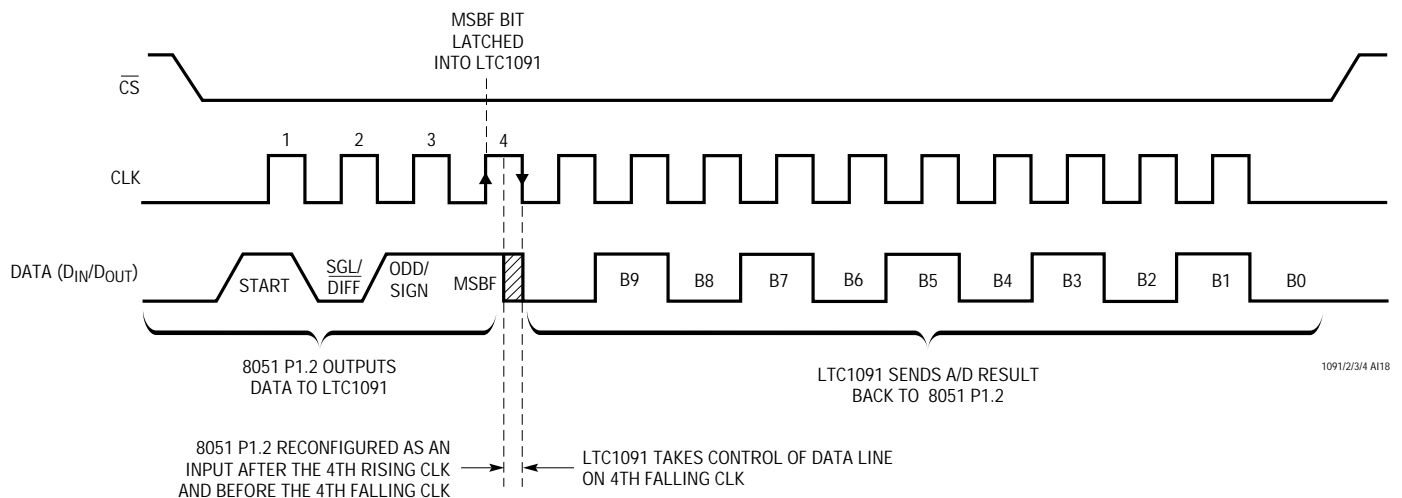 MSBF BIT
LATCHED
INTO LTC1091
CS
1 2 3 4
CLK
DATA (DIN/DOUT)
START
SGL/
DIFF
ODD/
SIGN
MSBF
B9 B8 B7 B6 B5 B4 B3 B2 B1 B0
8051 P1.2 OUTPUTS
DATA TO LTC1091
LTC1091 SENDS A/D RESULT
BACK TO 8051 P1.2
1091/2/3/4 AI18
8051 P1.2 RECONFIGURED AS AN
INPUT AFTER THE 4TH RISING CLK
AND BEFORE THE 4TH FALLING CLK
LTC1091 TAKES CONTROL OF DATA LINE
ON 4TH FALLING CLK